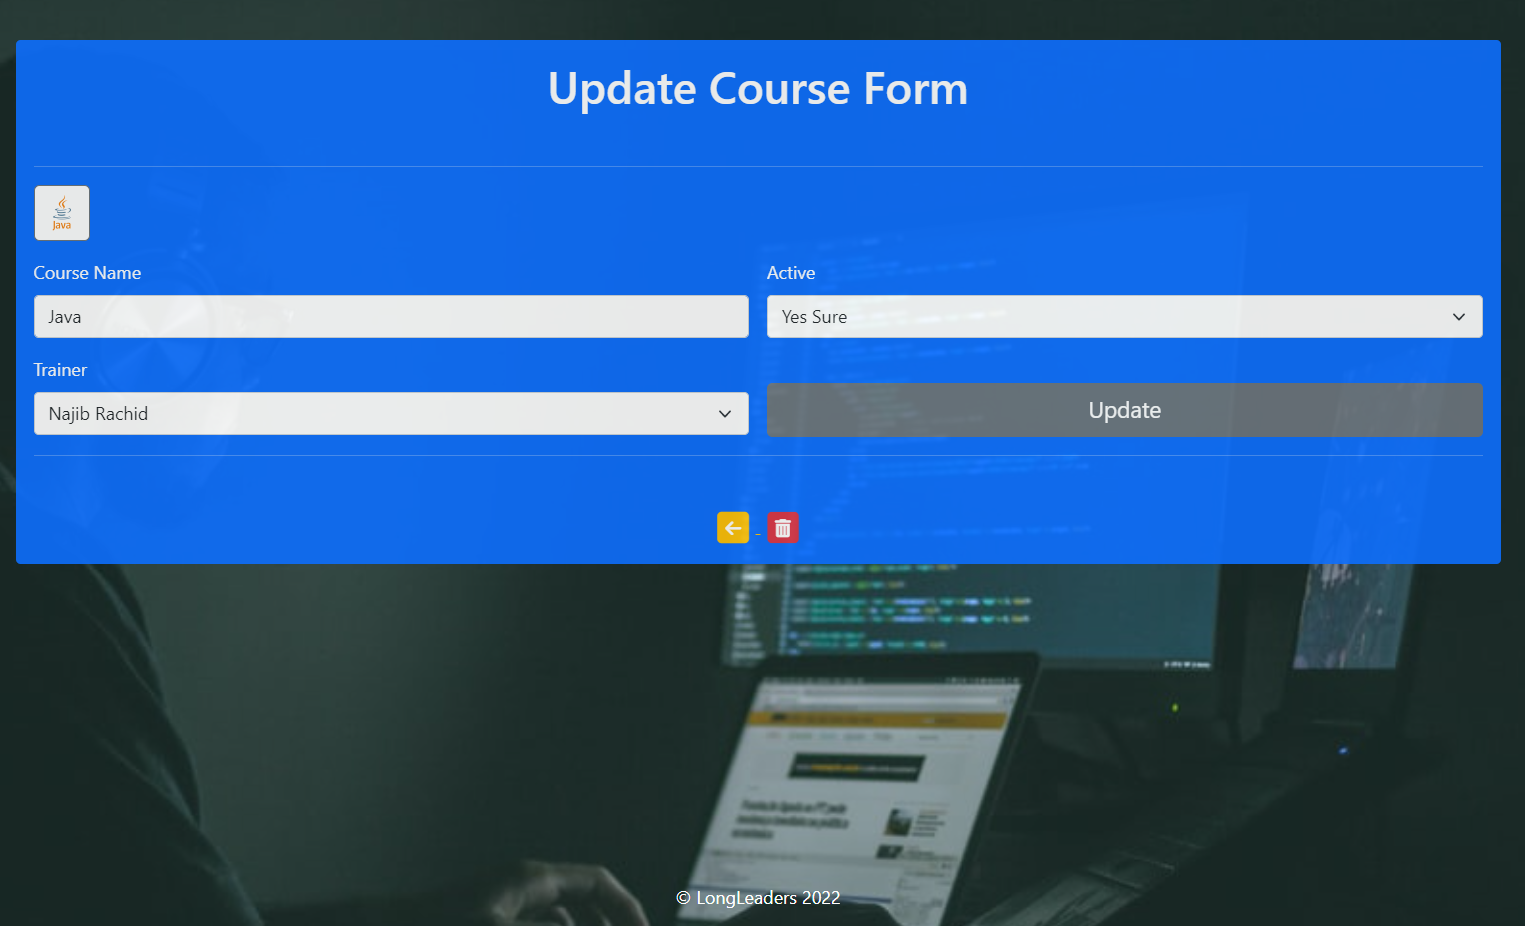 Update Course Form
Java
Course Name
Active
Java
Yes Sure
Trainer
Najib Rachid
Update
© LongLeaders 2022